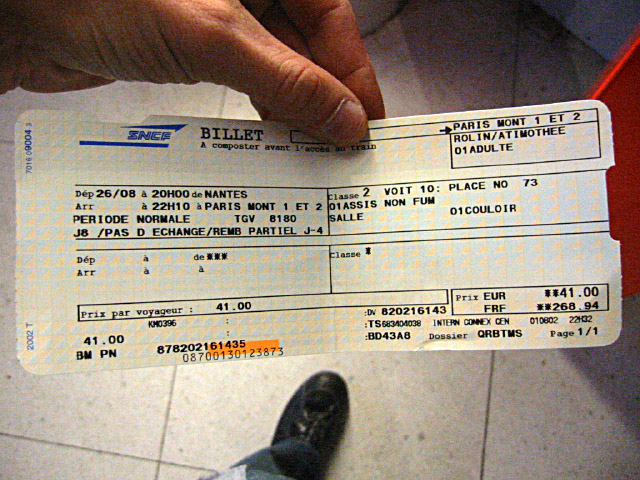 SNCF BILLET
A composter avant l'accès au train
PARIS MONT 1 ET 2
ROLIN/ATIMOTHEE
01ADULTE
Dép 26/08 à 20H00 de NANTES
Arr à 22H10 à PARIS MONT 1 ET 2
PERIODE NORMALE TGV 8180
J8 /PAS D ECHANGE/REMB PARTIEL J-4
Classe 2 VOIT 10: PLACE NO 73
01ASSIS NON FUM
SALLE 01COULOIR
Dép à de ***
Arr à à
Classe *
Prix par voyageur : 41.00
Prix EUR **41.00
FRF **268.94
KM0396 :
:DV 820216143
:TS683404038 INTERN CONNEX CEN 010802 22H32
41.00 :
BM PN 878202161435
:BD43A8 Dossier QRBTMS Page 1/1
08700130123873
2002 T